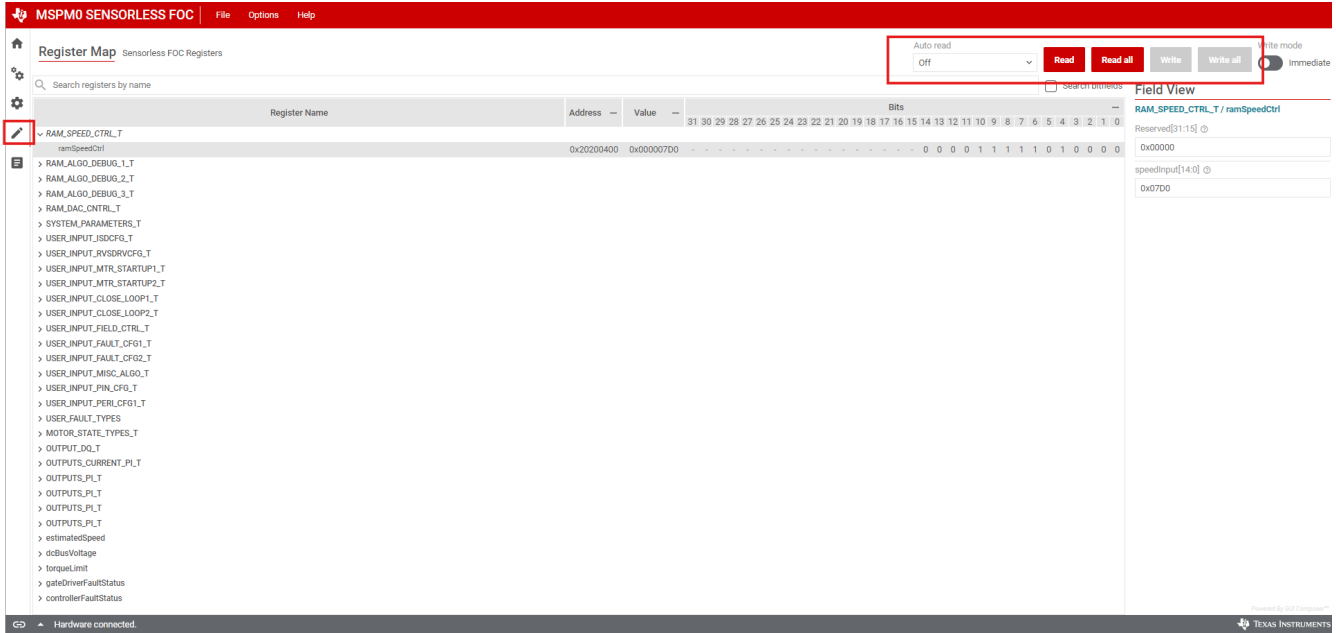 MSPM0 SENSORLESS FOC File Options Help
Register Map Sensorless FOC Registers
Auto read
Off
Read
Read all
Write
Write all
Write mode
Immediate
Search registers by name
Search bitfields
Register Name Address Value Bits
31 30 29 28 27 26 25 24 23 22 21 20 19 18 17 16 15 14 13 12 11 10 9 8 7 6 5 4 3 2 1 0
RAM_SPEED_CTRL_T
ramSpeedCtrl 0x20200400 0x000007D0 - - - - - - - - - - - - - - - - - 0 0 0 0 1 1 1 1 1 0 1 0 0 0 0
RAM_ALGO_DEBUG_1_T
RAM_ALGO_DEBUG_2_T
RAM_ALGO_DEBUG_3_T
RAM_DAC_CNTRL_T
SYSTEM_PARAMETERS_T
USER_INPUT_ISDCFG_T
USER_INPUT_RVSDRVCFG_T
USER_INPUT_MTR_STARTUP1_T
USER_INPUT_MTR_STARTUP2_T
USER_INPUT_CLOSE_LOOP1_T
USER_INPUT_CLOSE_LOOP2_T
USER_INPUT_FIELD_CTRL_T
USER_INPUT_FAULT_CFG1_T
USER_INPUT_FAULT_CFG2_T
USER_INPUT_MISC_ALGO_T
USER_INPUT_PIN_CFG_T
USER_INPUT_PERI_CFG1_T
USER_FAULT_TYPES
MOTOR_STATE_TYPES_T
OUTPUT_DQ_T
OUTPUTS_CURRENT_PI_T
OUTPUTS_PI_T
OUTPUTS_PI_T
OUTPUTS_PI_T
OUTPUTS_PI_T
estimatedSpeed
dcBusVoltage
torqueLimit
gateDriverFaultStatus
controllerFaultStatus
Field View
RAM_SPEED_CTRL_T / ramSpeedCtrl
Reserved[31:15]
0x00000
speedInput[14:0]
0x07D0
Powered By GUI Composer™
Hardware connected.
TEXAS INSTRUMENTS